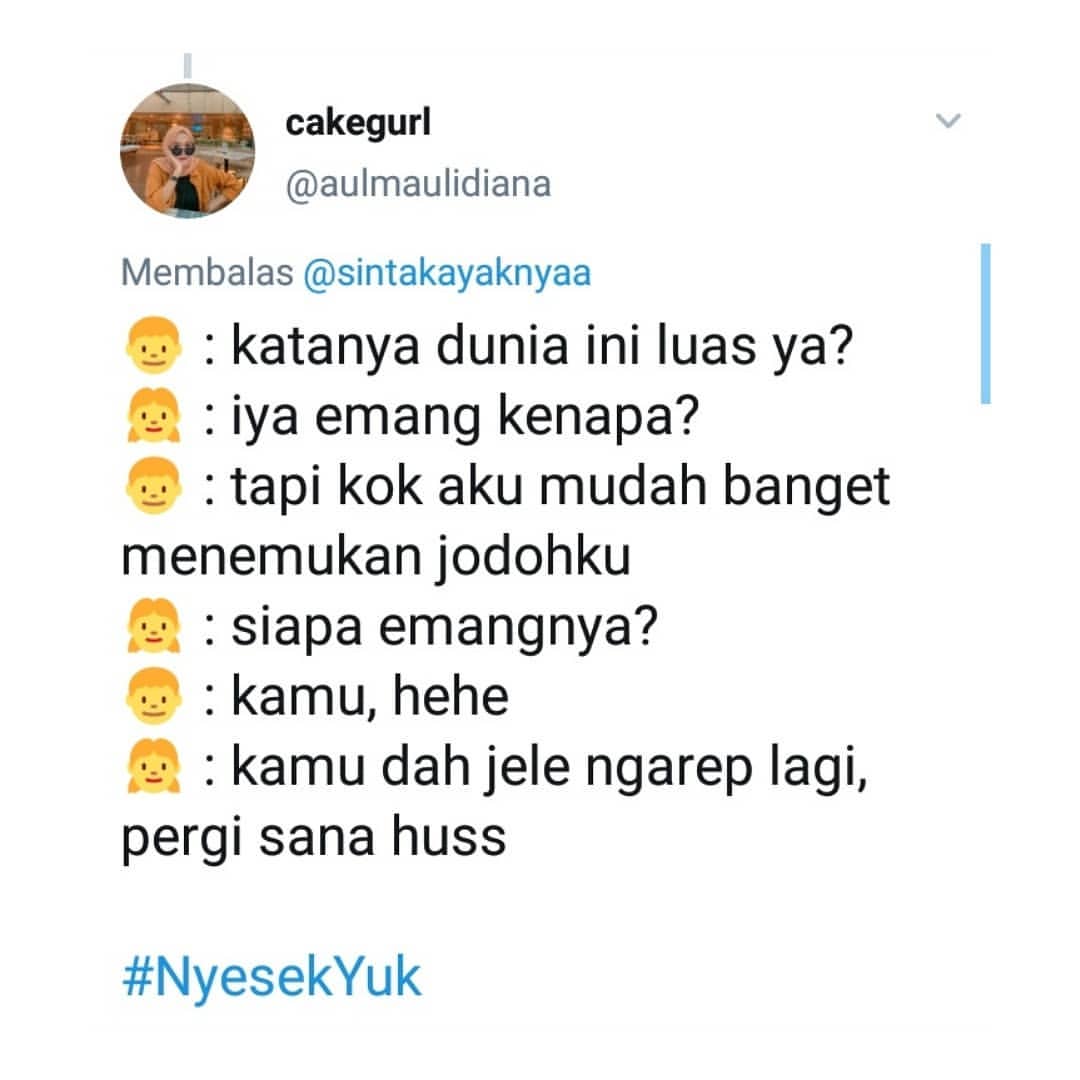 cakegurl
@aulmaulidiana
Membalas @sintakayaknyaa
👦 : katanya dunia ini luas ya?
👧 : iya emang kenapa?
👦 : tapi kok aku mudah banget
menemukan jodohku
👧 : siapa emangnya?
👦 : kamu, hehe
👧 : kamu dah jele ngarep lagi,
pergi sana huss
#NyesekYuk